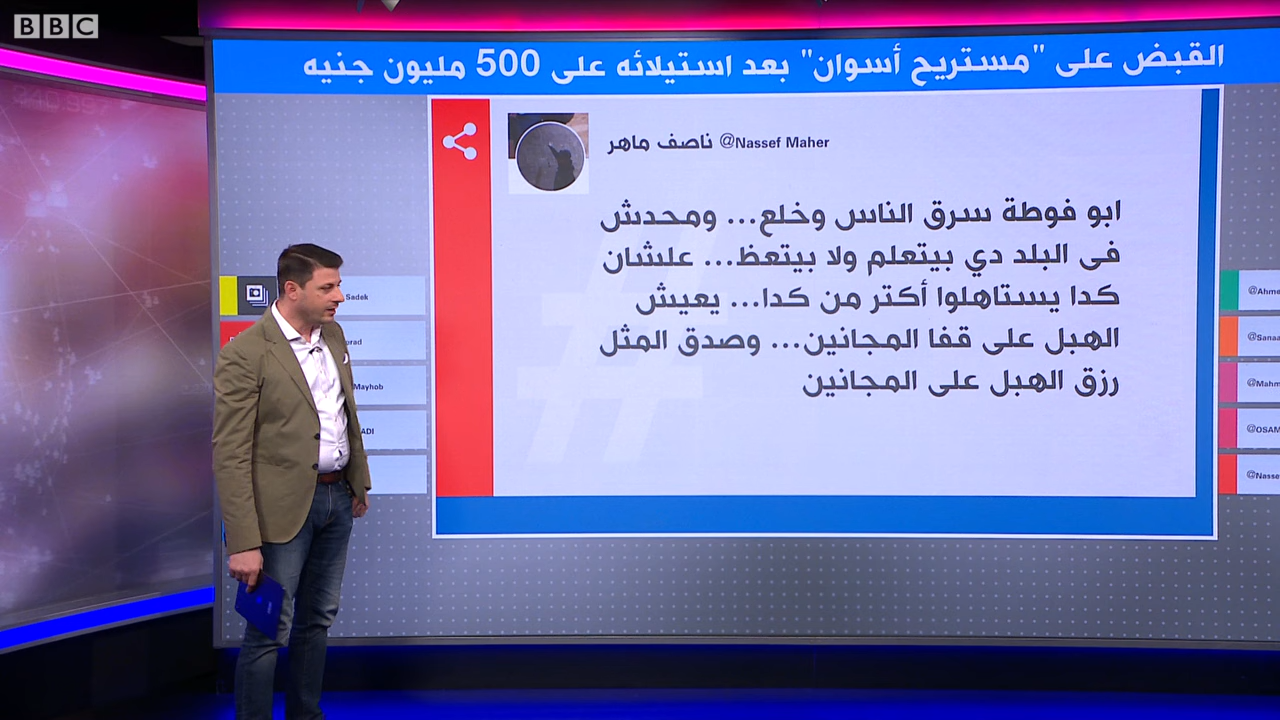 BBC
القبض على "مستريح أسوان" بعد استيلائه على 500 مليون جنيه
ناصف ماهر @Nassef Maher
ابو فوطة سرق الناس وخلع... ومحدش
فى البلد دي بيتعلم ولا بيتعظ... علشان
كدا يستاهلوا أكتر من كدا... يعيش
الهبل على قفا المجانين... وصدق المثل
رزق الهبل على المجانين
Sadek
Mayhob
@Ahme
@Sanaa
@Mahm
@OSAM
@Nasse